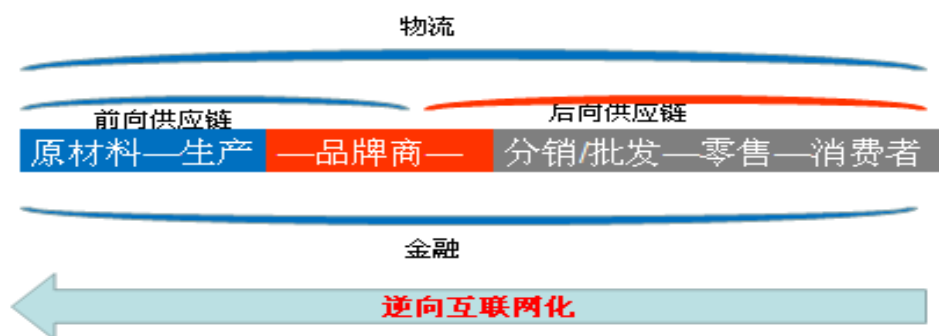 物流
前向供应链
后向供应链
原材料—生产 —品牌商— 分销/批发—零售—消费者
金融
逆向互联网化